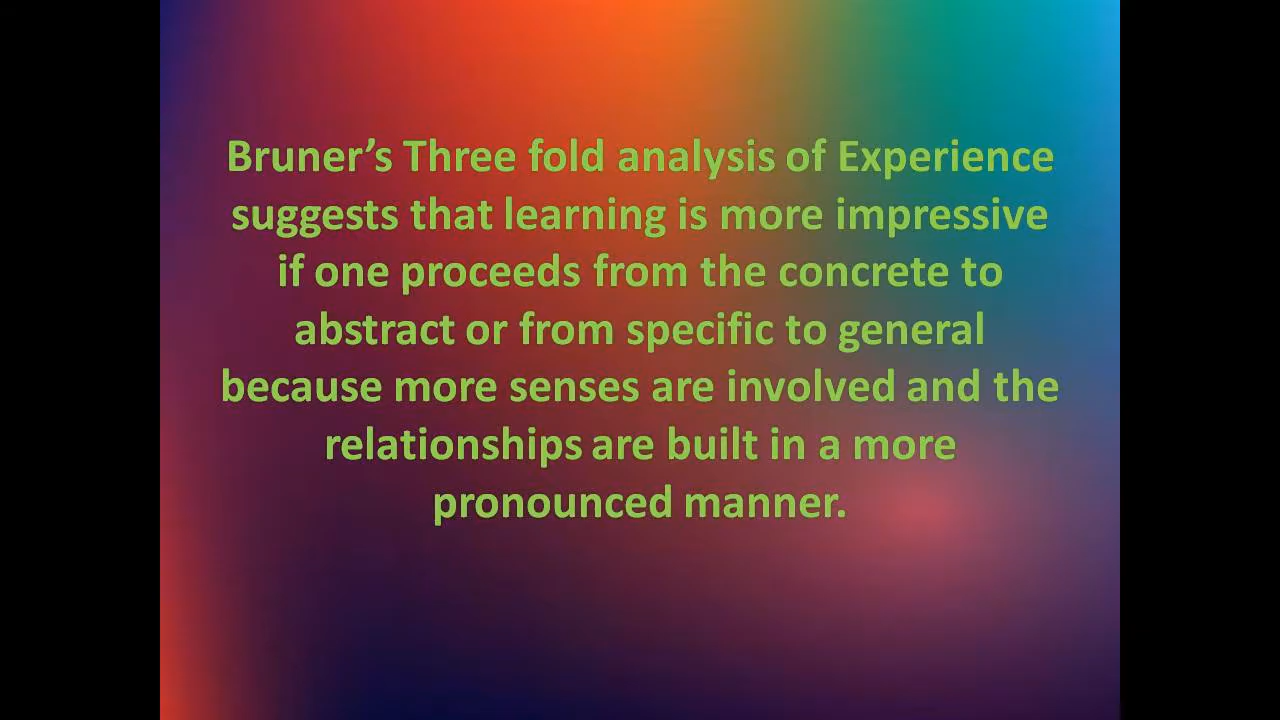 Bruner’s Three fold analysis of Experience
suggests that learning is more impressive
if one proceeds from the concrete to
abstract or from specific to general
because more senses are involved and the
relationships are built in a more
pronounced manner.